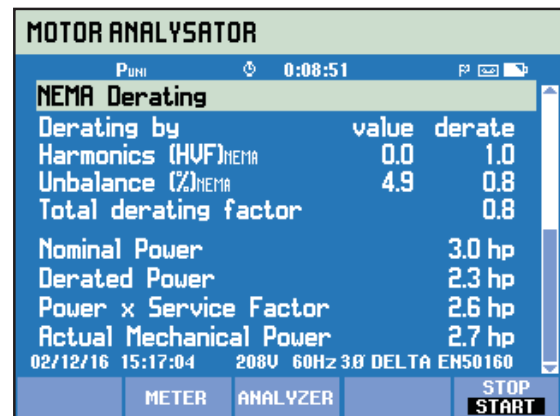 MOTOR ANALYSATOR
PUNI 0:08:51
NEMA Derating
Derating by value derate
Harmonics (HVF)NEMA 0.0 1.0
Unbalance (%)NEMA 4.9 0.8
Total derating factor 0.8
Nominal Power 3.0 hp
Derated Power 2.3 hp
Power x Service Factor 2.6 hp
Actual Mechanical Power 2.7 hp
02/12/16 15:17:04 208V 60Hz 3Ø DELTA EN50160
METER ANALYZER STOP
START